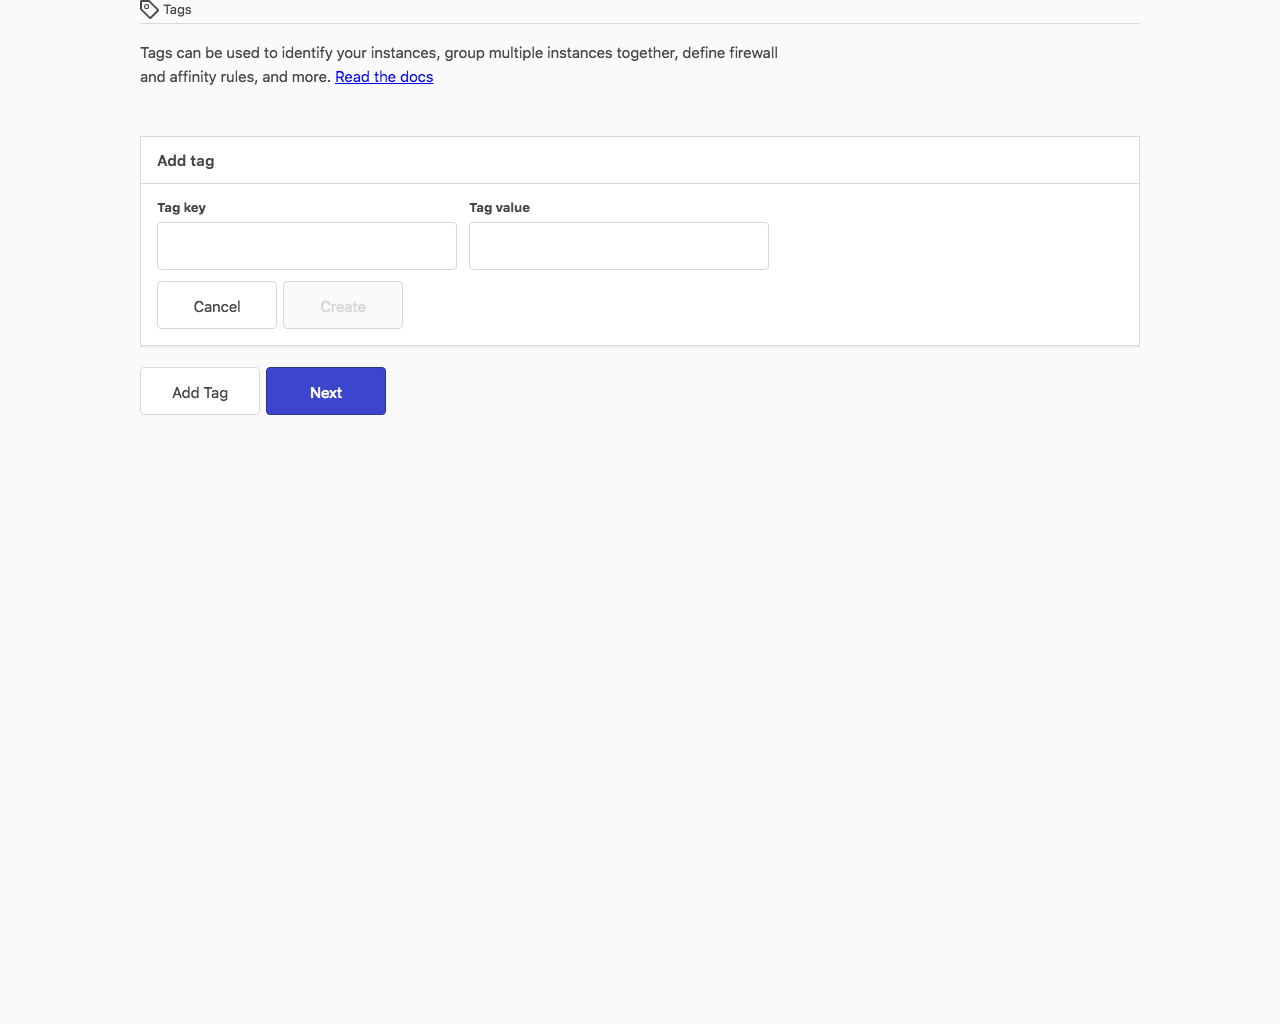 Tags
Tags can be used to identify your instances, group multiple instances together, define firewall
and affinity rules, and more. Read the docs
Add tag
Tag key Tag value
Cancel Create
Add Tag Next